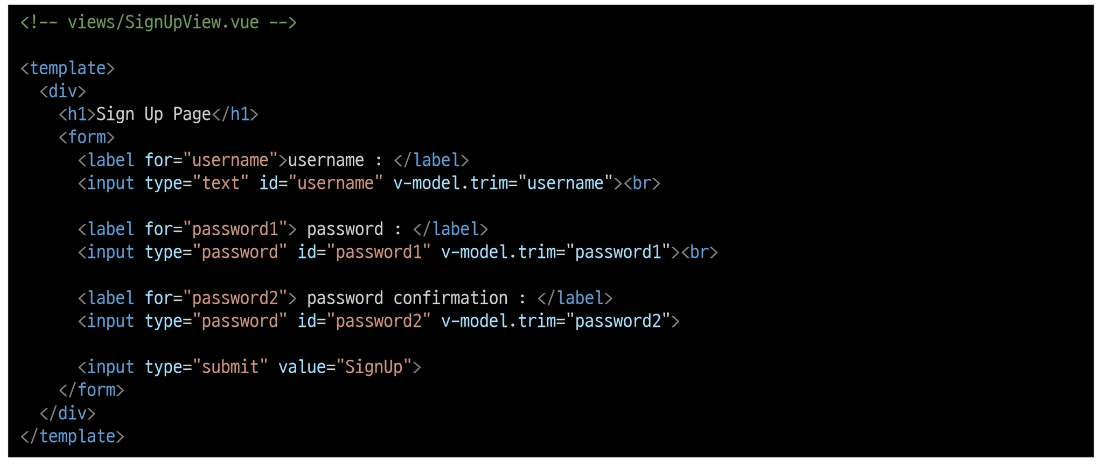 <!-- views/SignUpView.vue -->
<template>
<div>
<h1>Sign Up Page</h1>
<form>
<label for="username">username : </label>
<input type="text" id="username" v-model.trim="username"><br>
<label for="password1"> password : </label>
<input type="password" id="password1" v-model.trim="password1"><br>
<label for="password2"> password confirmation : </label>
<input type="password" id="password2" v-model.trim="password2">
<input type="submit" value="SignUp">
</form>
</div>
</template>